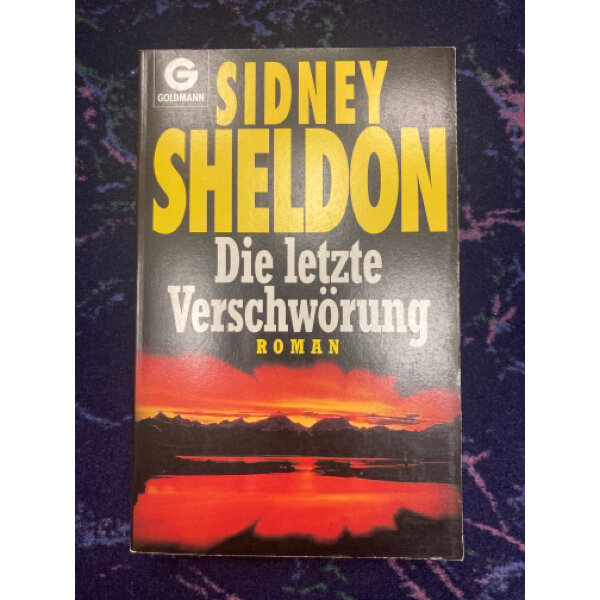 G
GOLDMANN
SIDNEY
SHELDON
Die letzte
Verschwörung
ROMAN